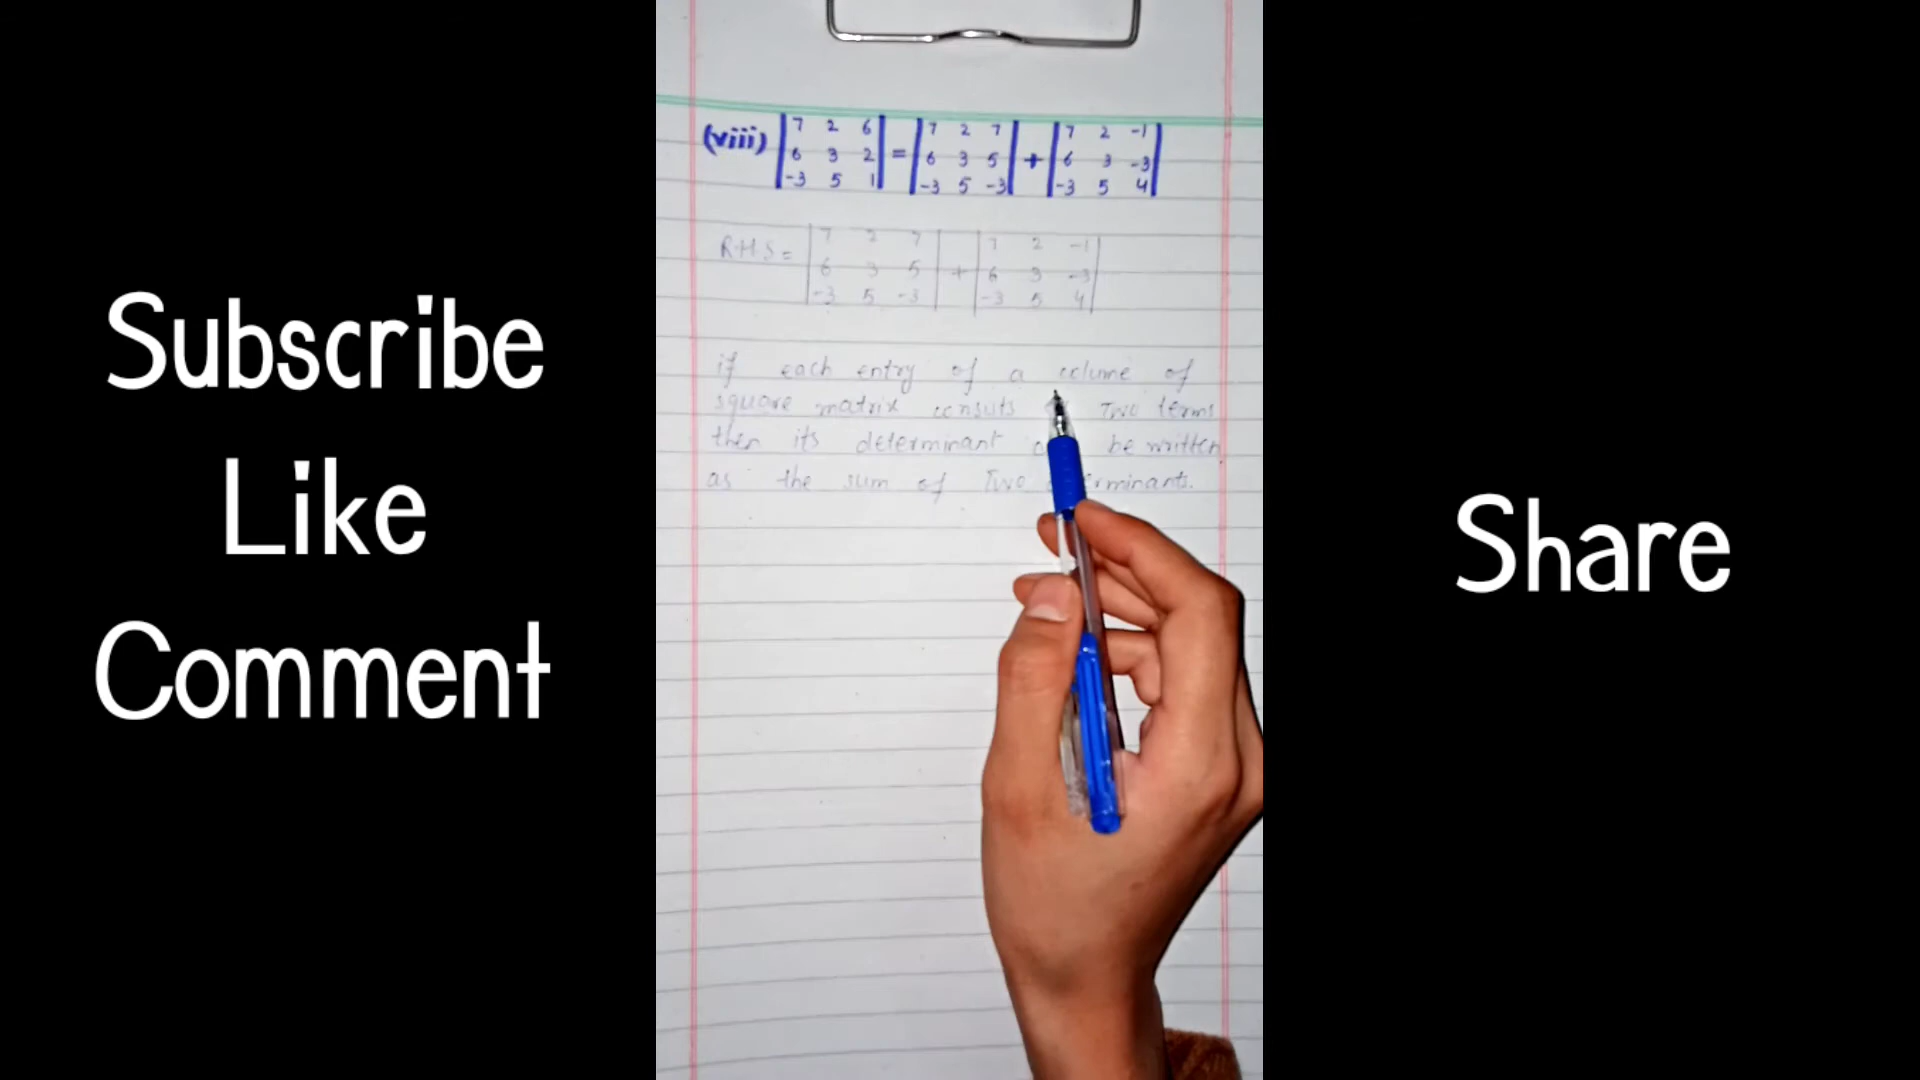 Subscribe
Like
Comment
(viii) |7 2 6| = |7 2 7| + |7 2 -1|
|6 3 2| |6 3 5| |6 3 -3|
|-3 5 1| |-3 5 -3| |-3 5 4|
RHS = |7 2 7| + |7 2 -1|
|6 3 5| |6 3 -3|
|-3 5 -3| |-3 5 4|
if each entry of a colume of
square matrix Two terms
then its determinant be written
as the sum of Two
Share